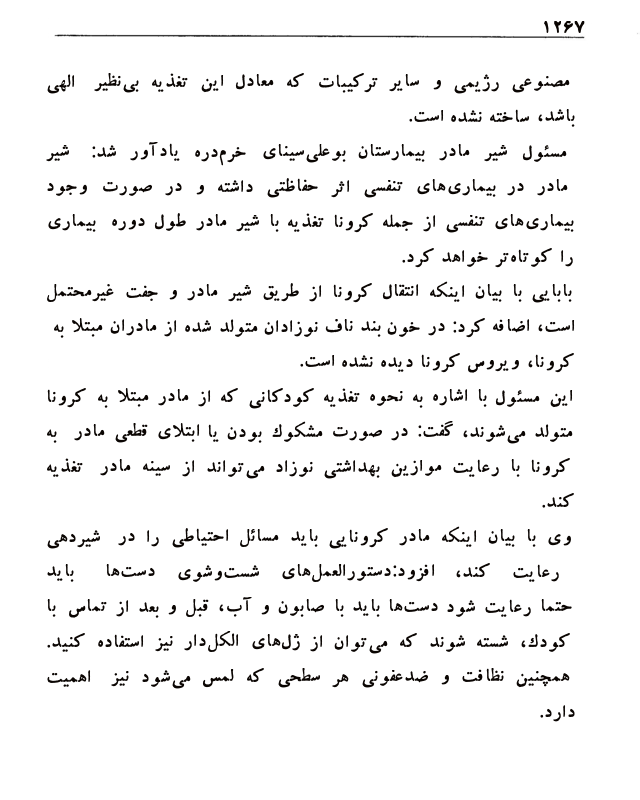 ۱۲۶۷
مصنوعی رژیمی و سایر ترکیبات که معادل این تغذیه بی‌نظیر الهی
باشد، ساخته نشده است.
مسئول شیر مادر بیمارستان بوعلی‌سینای خرم‌دره یادآور شد: شیر
مادر در بیماری‌های تنفسی اثر حفاظتی داشته و در صورت وجود
بیماری‌های تنفسی از جمله کرونا تغذیه با شیر مادر طول دوره بیماری
را کوتاه‌تر خواهد کرد.
بابایی با بیان اینکه انتقال کرونا از طریق شیر مادر و جفت غیرمحتمل
است، اضافه کرد: در خون بند ناف نوزادان متولد شده از مادران مبتلا به
کرونا، ویروس کرونا دیده نشده است.
این مسئول با اشاره به نحوه تغذیه کودکانی که از مادر مبتلا به کرونا
متولد می‌شوند، گفت: در صورت مشکوك بودن یا ابتلای قطعی مادر به
کرونا با رعایت موازین بهداشتی نوزاد می‌تواند از سینه مادر تغذیه
کند.
وی با بیان اینکه مادر کرونایی باید مسائل احتیاطی را در شیردهی
رعایت کند، افزود:دستورالعمل‌های شست‌وشوی دست‌ها باید
حتما رعایت شود دست‌ها باید با صابون و آب، قبل و بعد از تماس با
کودك، شسته شوند که می‌توان از ژل‌های الکل‌دار نیز استفاده کنید.
همچنین نظافت و ضدعفونی هر سطحی که لمس می‌شود نیز اهمیت
دارد.